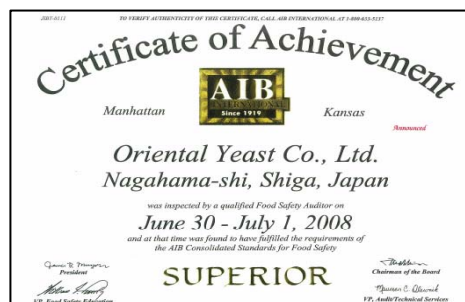 TO VERIFY AUTHENTICITY OF THIS CERTIFICATE, CALL AIB INTERNATIONAL AT 1-800-633-5137
Certificate of Achievement
AIB
INTERNATIONAL
Since 1919
Manhattan Kansas
Announced
Oriental Yeast Co., Ltd.
Nagahama-shi, Shiga, Japan
was inspected by a qualified Food Safety Auditor on
June 30 - July 1, 2008
and at that time was found to have fulfilled the requirements of
the AIB Consolidated Standards for Food Safety
SUPERIOR
President Chairman of the Board
VP, Food Safety Education VP, Audit/Technical Services